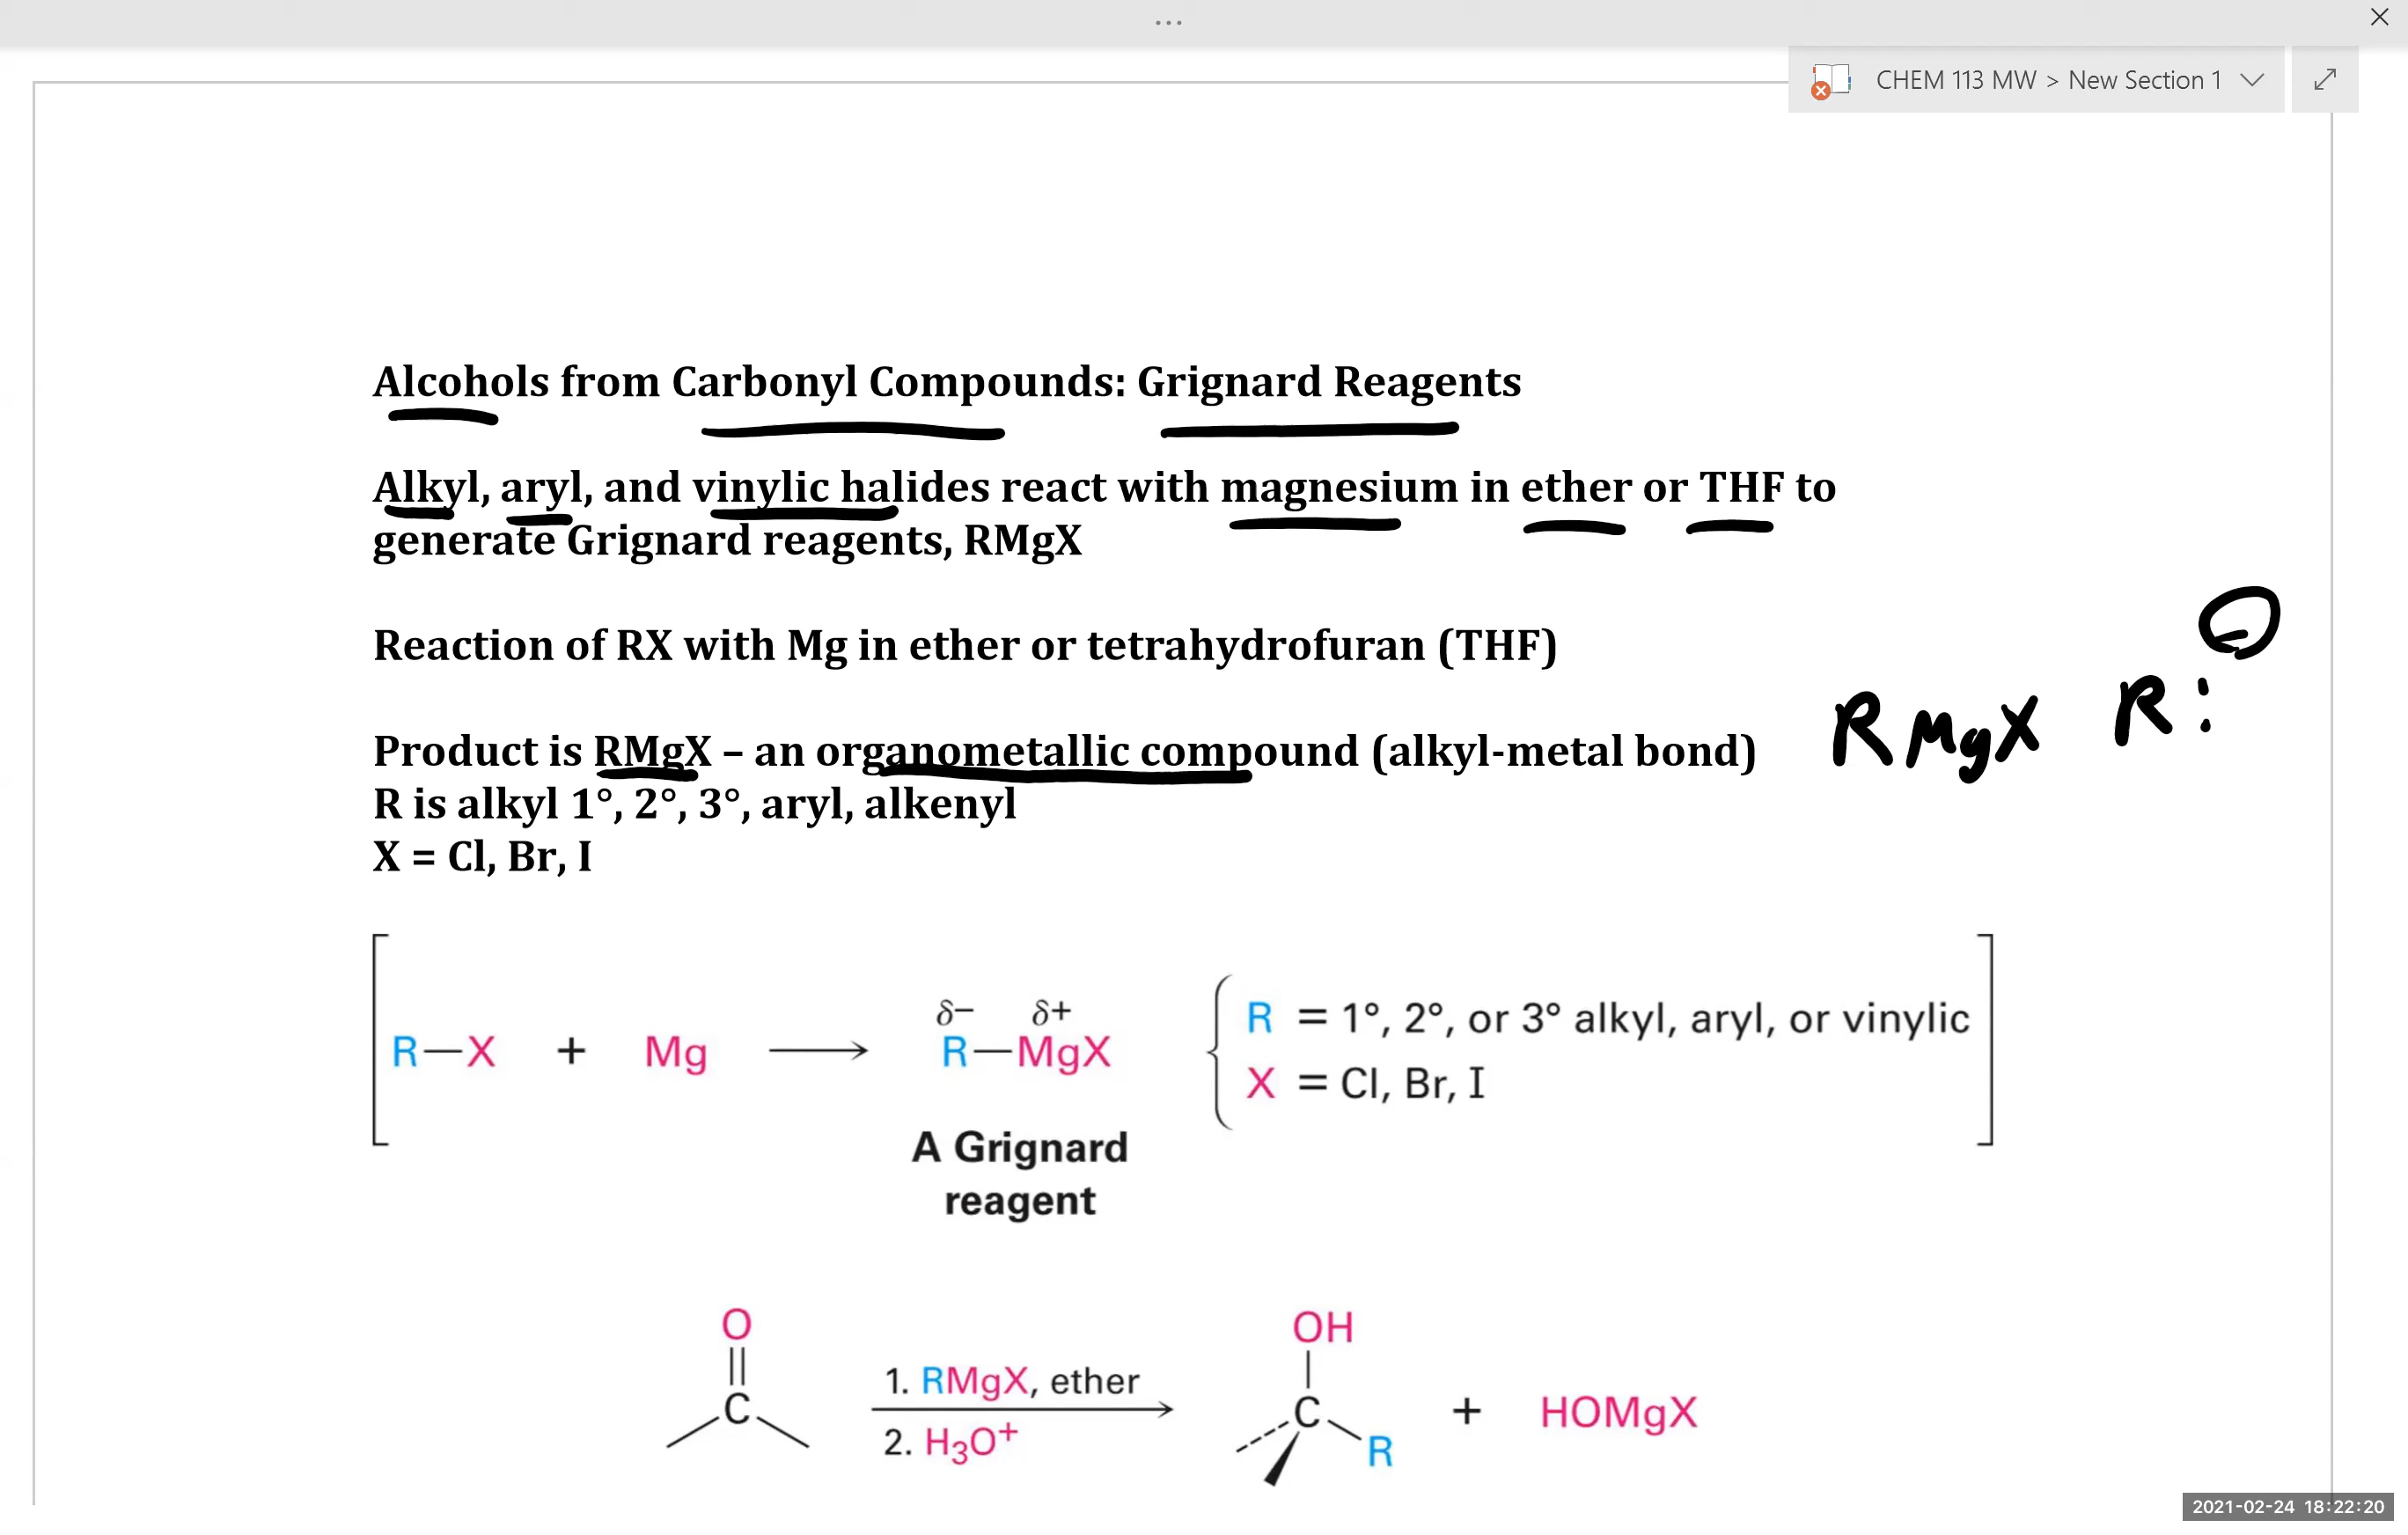 ...
CHEM 113 MW > New Section 1
Alcohols from Carbonyl Compounds: Grignard Reagents
Alkyl, aryl, and vinylic halides react with magnesium in ether or THF to
generate Grignard reagents, RMgX
Reaction of RX with Mg in ether or tetrahydrofuran (THF)
RMgX R:⊖
Product is RMgX – an organometallic compound (alkyl-metal bond)
R is alkyl 1°, 2°, 3°, aryl, alkenyl
X = Cl, Br, I
δ– δ+
R—X + Mg ⟶ R—MgX
R = 1°, 2°, or 3° alkyl, aryl, or vinylic
X = Cl, Br, I
A Grignard
reagent
O
OH
C
1. RMgX, ether
2. H₃O⁺
C
R
+ HOMgX
2021-02-24 18:22:20